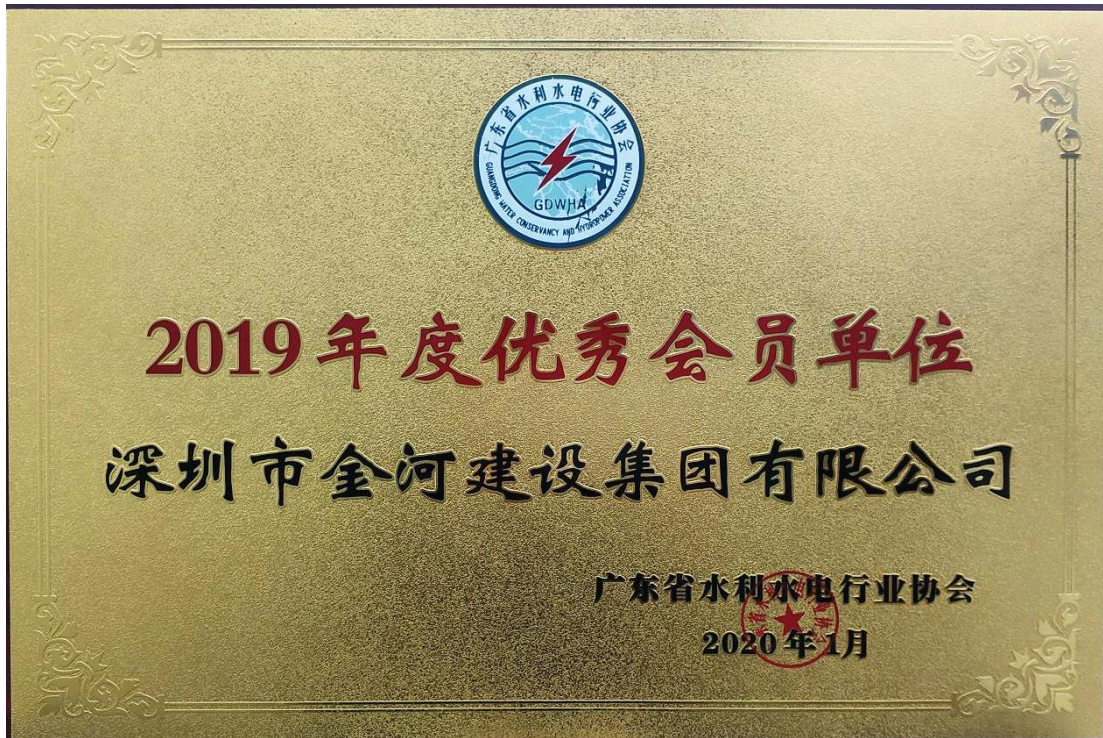 广东省水利水电行业协会
GUANGDONG WATER CONSERVANCY AND HYDROPOWER ASSOCIATION
GDWHA
2019年度优秀会员单位
深圳市金河建设集团有限公司
广东省水利水电行业协会
2020年1月